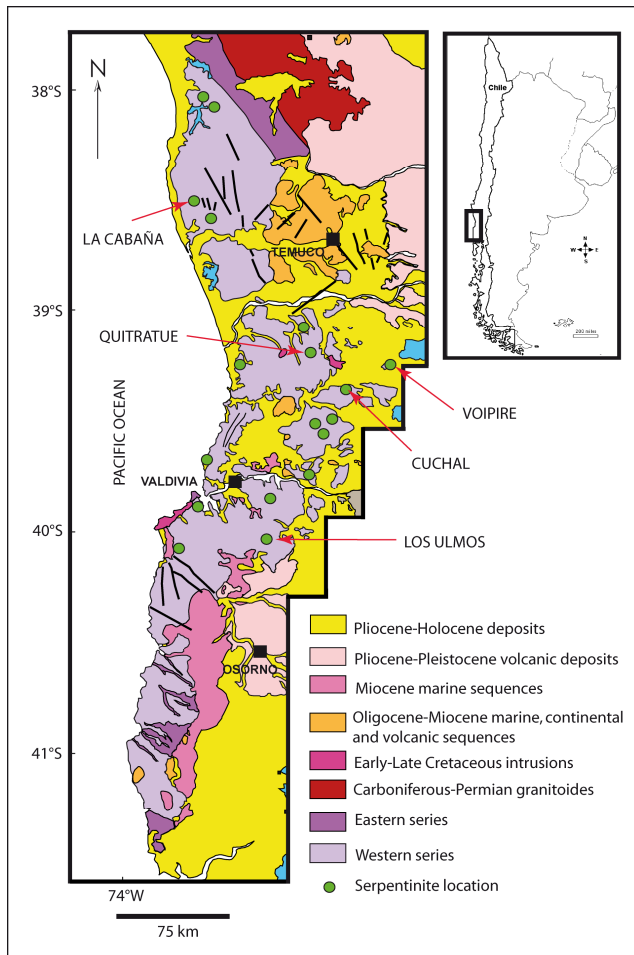 38°S
N
LA CABAÑA
TEMUCO
39°S
QUITRATUE
VOIPIRE
CUCHAL
PACIFIC OCEAN
VALDIVIA
40°S
LOS ULMOS
OSORNO
41°S
74°W
75 km
Chile
N
W
E
S
200 miles
Pliocene-Holocene deposits
Pliocene-Pleistocene volcanic deposits
Miocene marine sequences
Oligocene-Miocene marine, continental
and volcanic sequences
Early-Late Cretaceous intrusions
Carboniferous-Permian granitoides
Eastern series
Western series
Serpentinite location